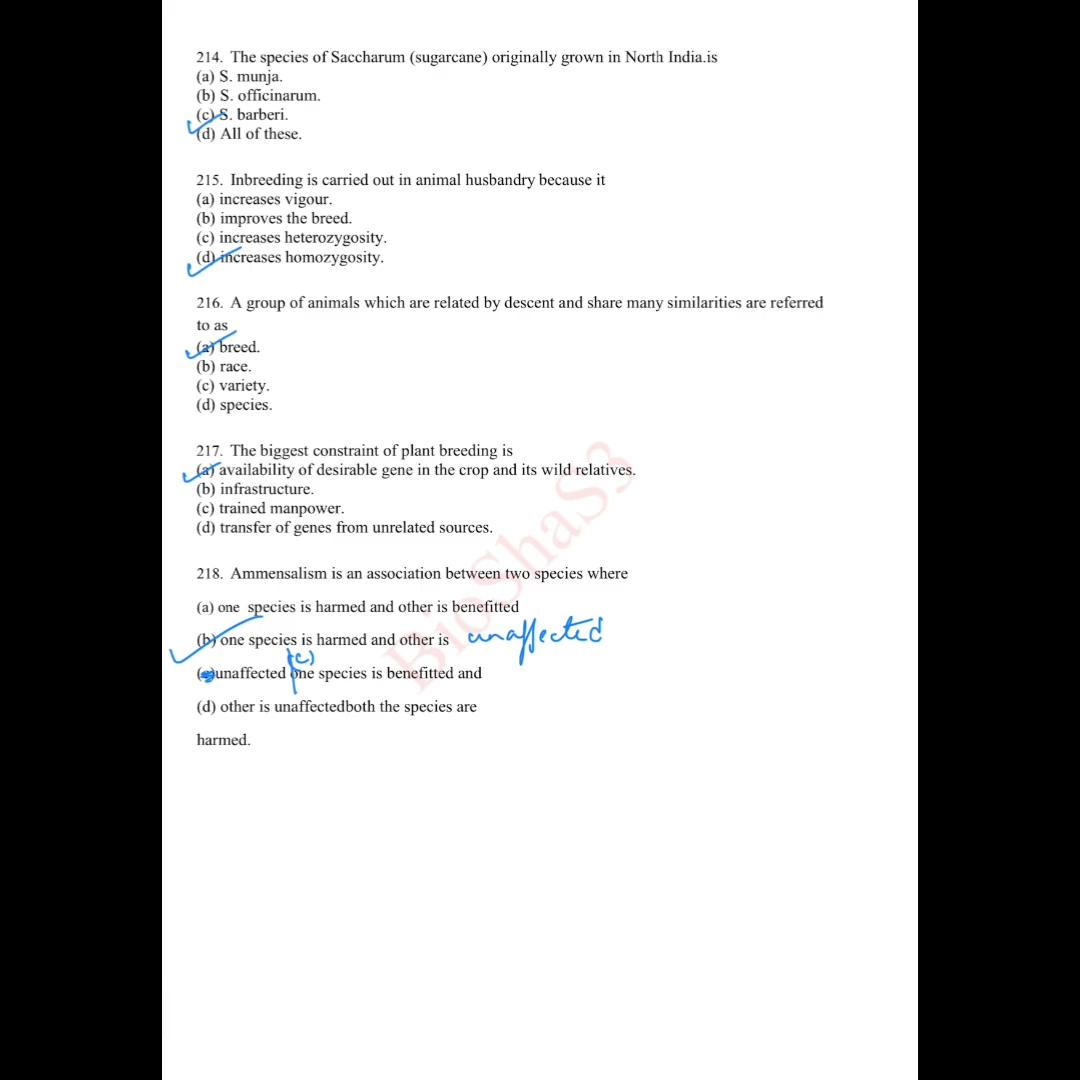 214. The species of Saccharum (sugarcane) originally grown in North India.is
(a) S. munja.
(b) S. officinarum.
(c) S. barberi.
(d) All of these.
215. Inbreeding is carried out in animal husbandry because it
(a) increases vigour.
(b) improves the breed.
(c) increases heterozygosity.
(d) increases homozygosity.
216. A group of animals which are related by descent and share many similarities are referred
to as
(a) breed.
(b) race.
(c) variety.
(d) species.
217. The biggest constraint of plant breeding is
(a) availability of desirable gene in the crop and its wild relatives.
(b) infrastructure.
(c) trained manpower.
(d) transfer of genes from unrelated sources.
218. Ammensalism is an association between two species where
(a) one species is harmed and other is benefitted
(b) one species is harmed and other is unaffected
(c)
(c)unaffected one species is benefitted and
(d) other is unaffectedboth the species are
harmed.
BioShaS3